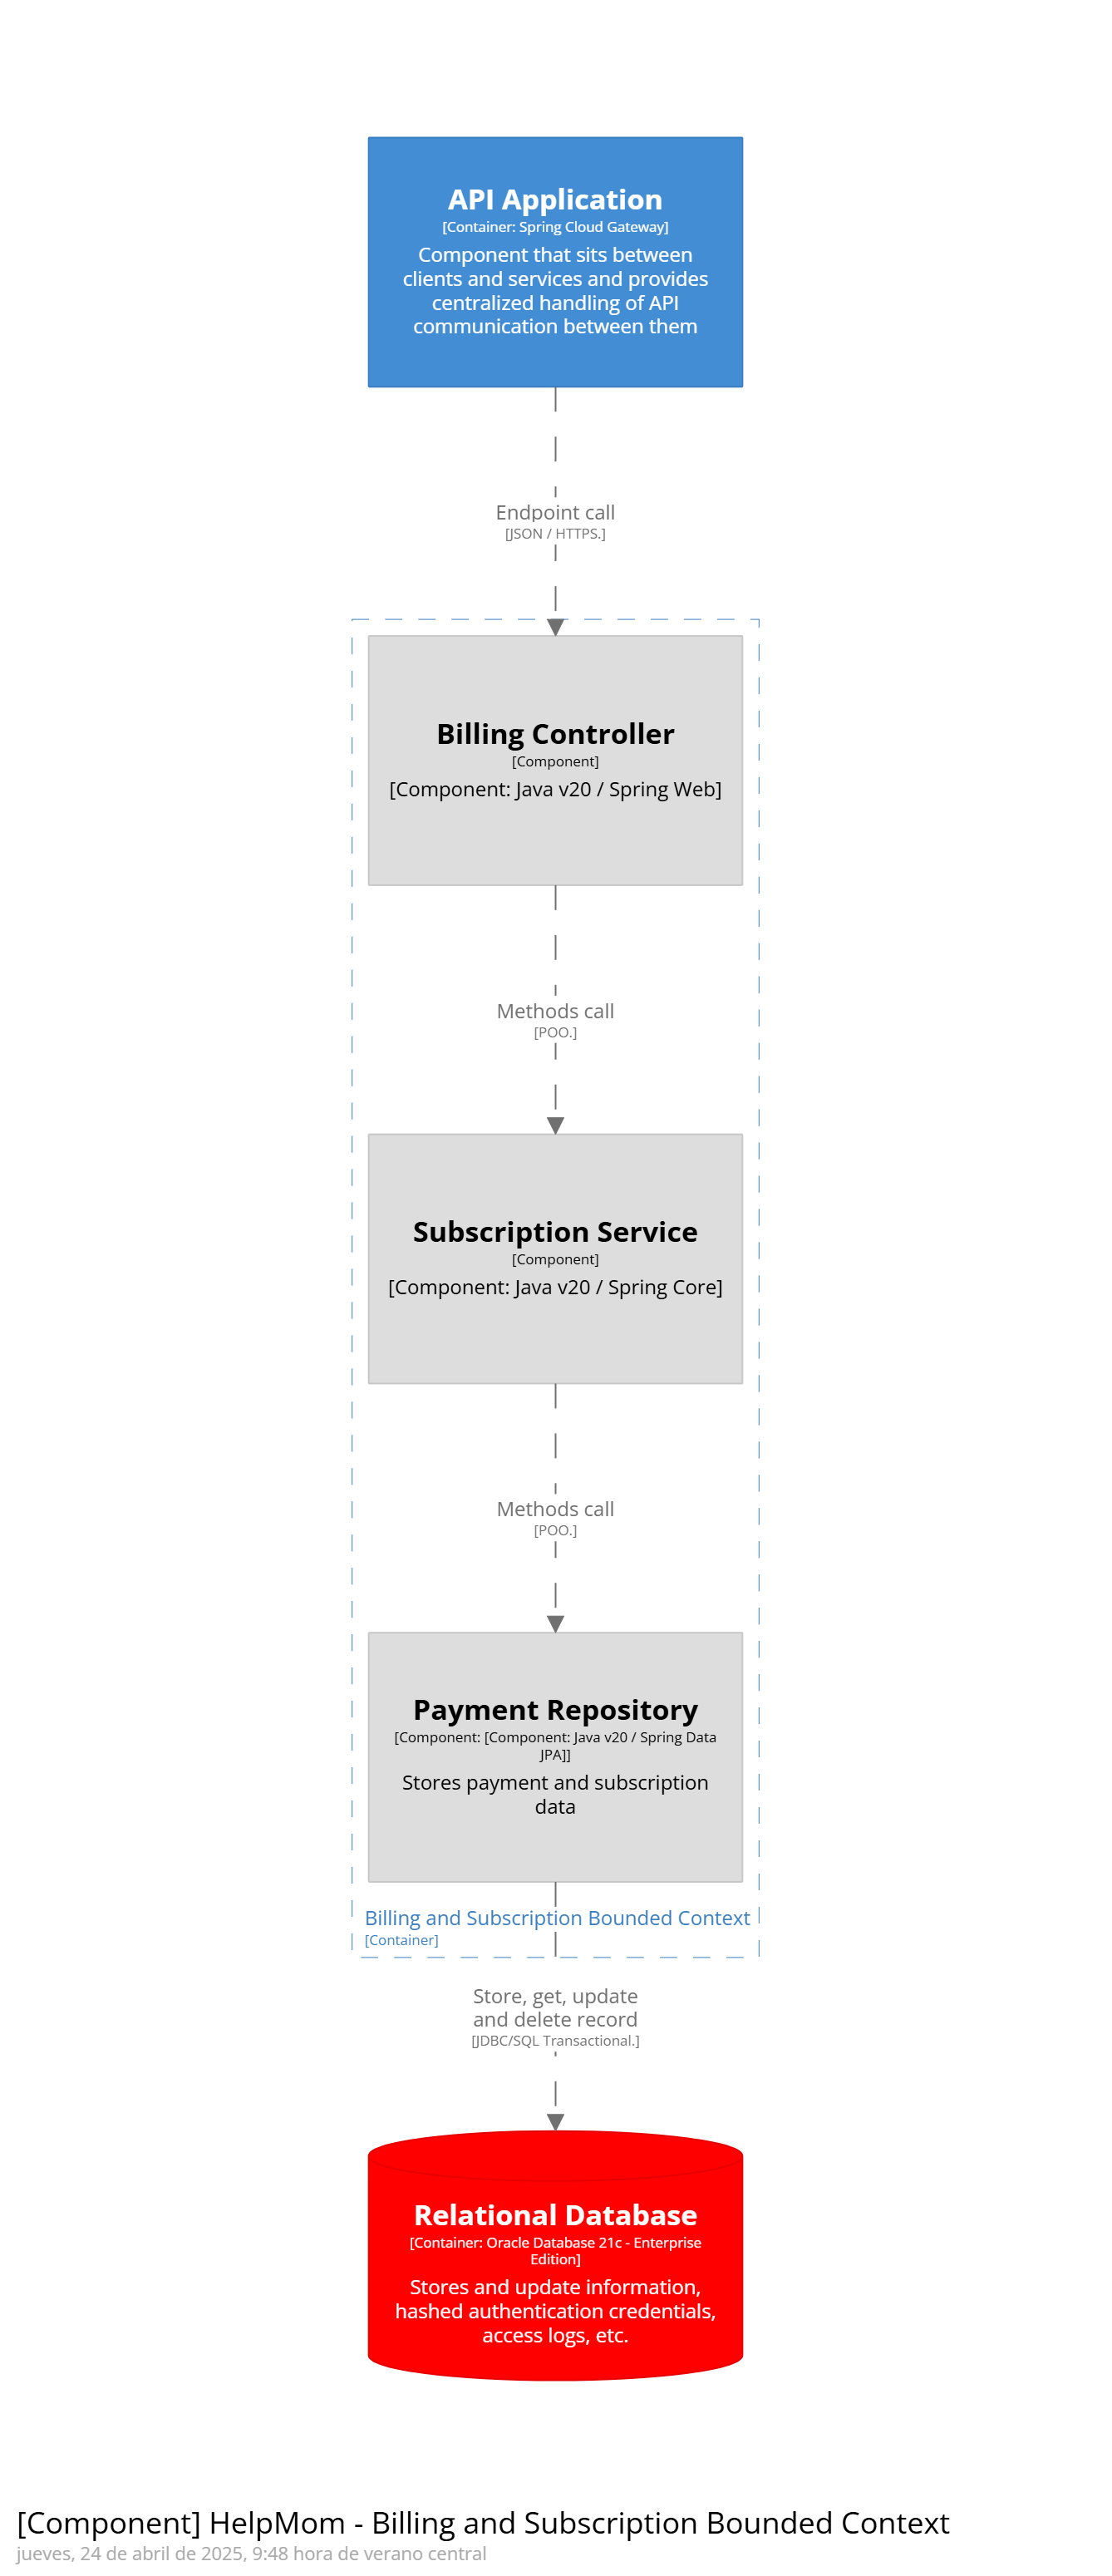 API Application
[Container: Spring Cloud Gateway]
Component that sits between
clients and services and provides
centralized handling of API
communication between them
Endpoint call
[JSON / HTTPS.]
Billing Controller
[Component]
[Component: Java v20 / Spring Web]
Methods call
[POO.]
Subscription Service
[Component]
[Component: Java v20 / Spring Core]
Methods call
[POO.]
Payment Repository
[Component: [Component: Java v20 / Spring Data
JPA]]
Stores payment and subscription
data
Billing and Subscription Bounded Context
[Container]
Store, get, update
and delete record
[JDBC/SQL Transactional.]
Relational Database
[Container: Oracle Database 21c - Enterprise
Edition]
Stores and update information,
hashed authentication credentials,
access logs, etc.
[Component] HelpMom - Billing and Subscription Bounded Context
jueves, 24 de abril de 2025, 9:48 hora de verano central